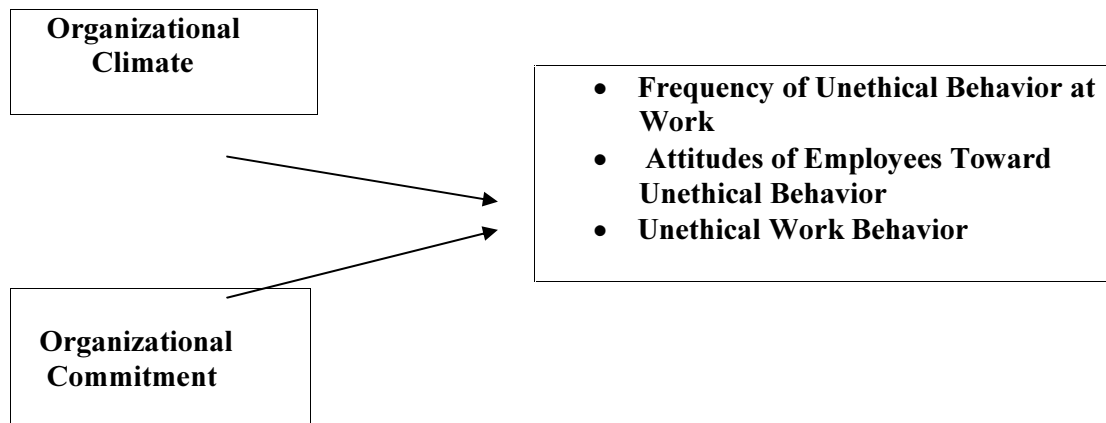 Organizational
Climate
• Frequency of Unethical Behavior at
Work
• Attitudes of Employees Toward
Unethical Behavior
• Unethical Work Behavior
Organizational
Commitment